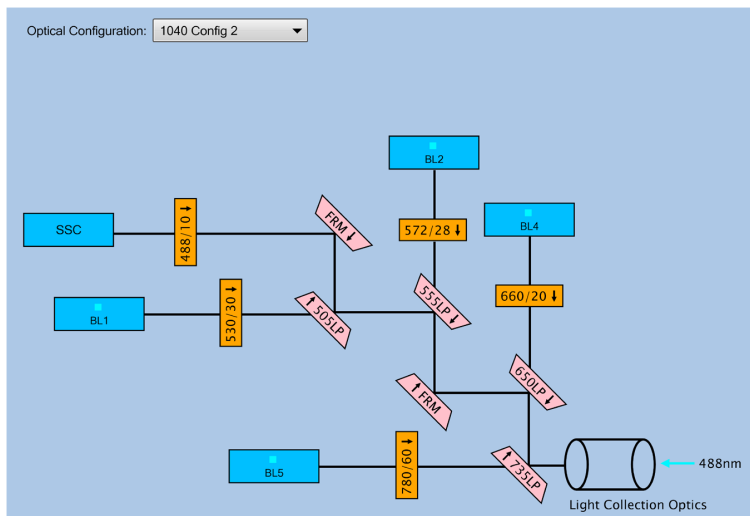 Optical Configuration: 1040 Config 2
BL2
FRM
SSC
488/10
572/28
BL4
530/30
555LP
660/20
BL1
505LP
650LP
FRM
BL5
780/60
735LP
488nm
Light Collection Optics